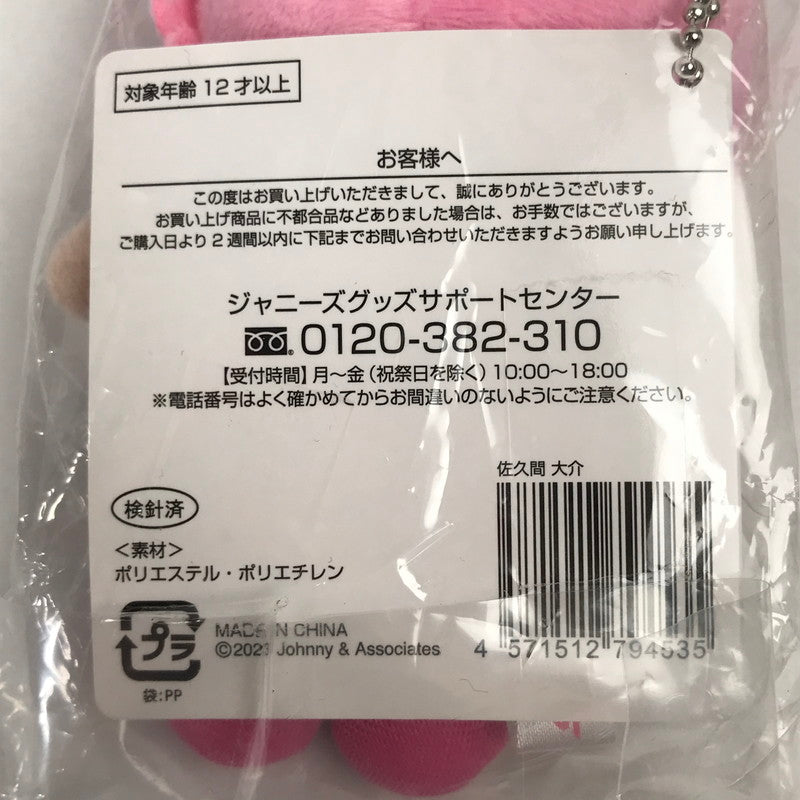 対象年齢 12才以上
お客様へ
この度はお買い上げいただきまして、誠にありがとうございます。
お買い上げ商品に不都合品などありました場合は、お手数ではございますが、
ご購入日より2週間以内に下記までお問い合わせいただきますようお願い申し上げます。
ジャニーズグッズサポートセンター
0120-382-310
【受付時間】月～金(祝祭日を除く)10:00～18:00
※電話番号はよく確かめてからお間違いのないようにご注意ください。
佐久間 大介
検針済
<素材>
ポリエステル・ポリエチレン
プラ
袋:PP
MADE IN CHINA
©2023 Johnny & Associates
4 571512 794535